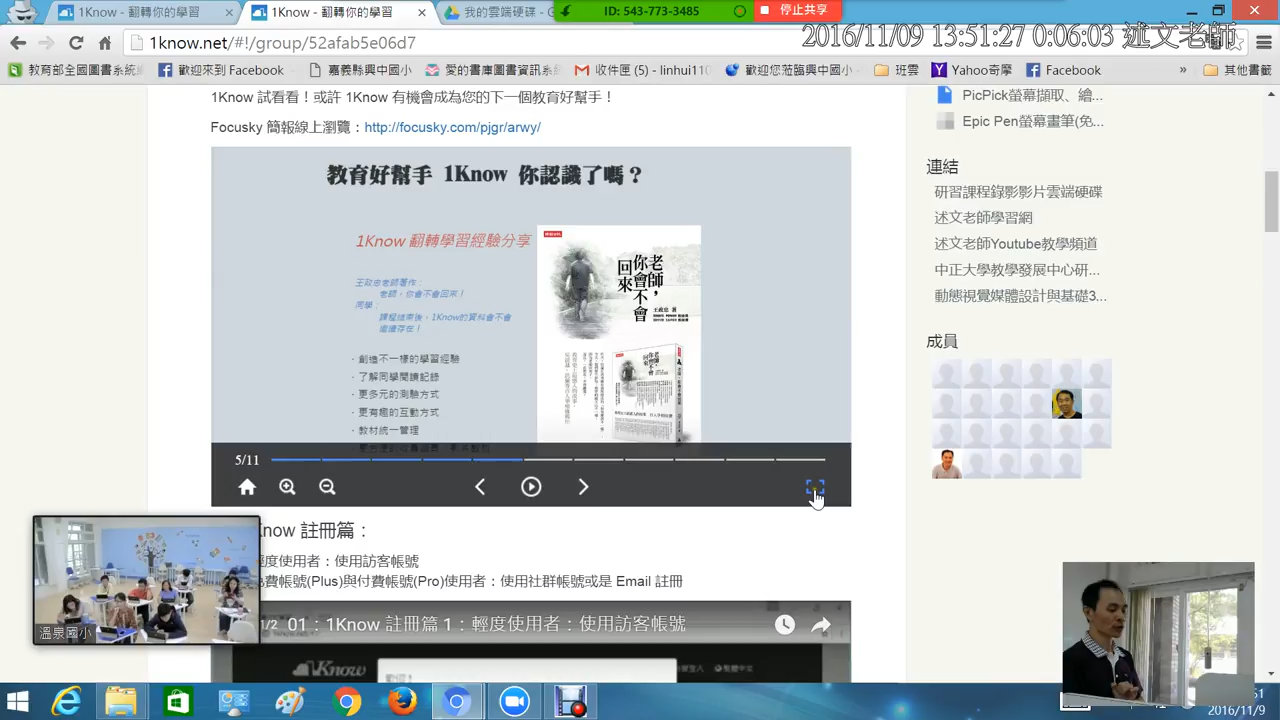 1Know - 翻轉你的學習
1Know - 翻轉你的學習
我的雲端硬碟 - G
ID: 543-773-3485
停止共享
1know.net/#!/group/52afab5e06d7
2016/11/09 13:51:27 0:06:03 述文老師
教育部全國圖書系統
歡迎來到 Facebook
嘉義縣興中國小
愛的書庫圖書資訊系
收件匣 (5) - linhui110
歡迎您蒞臨興中國小
班雲
Yahoo奇摩
Facebook
»
其他書籤
1Know 試看看！或許 1Know 有機會成為您的下一個教育好幫手！
Focusky 簡報線上瀏覽：http://focusky.com/pjgr/arwy/
教育好幫手 1Know 你認識了嗎？
1Know 翻轉學習經驗分享
王政忠老師著作：
老師，你會不會回來！
同學：
課程結束後，1Know的資料會不會
繼續存在！
· 創造不一樣的學習經驗
· 了解同學閱讀記錄
· 更多元的測驗方式
· 更有趣的互動方式
· 教材統一管理
老師，
你會不會
回來
王政忠 著
5/11
Know 註冊篇：
輕度使用者：使用訪客帳號
費帳號(Plus)與付費帳號(Pro)使用者：使用社群帳號或是 Email 註冊
1/2 01：1Know 註冊篇 1：輕度使用者：使用訪客帳號
1Know
溫泉國小
PicPick螢幕擷取、繪...
Epic Pen螢幕畫筆(免...
連結
研習課程錄影影片雲端硬碟
述文老師學習網
述文老師Youtube教學頻道
中正大學教學發展中心研...
動態視覺媒體設計與基礎3...
成員
51
2016/11/9